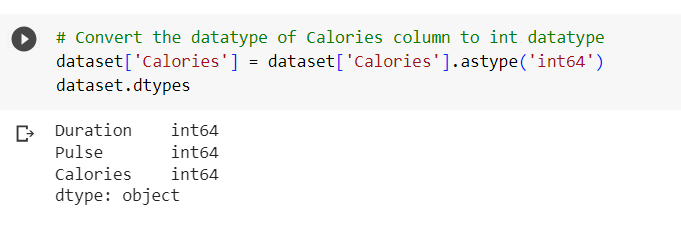 # Convert the datatype of Calories column to int datatype
dataset['Calories'] = dataset['Calories'].astype('int64')
dataset.dtypes
Duration    int64
Pulse       int64
Calories    int64
dtype: object